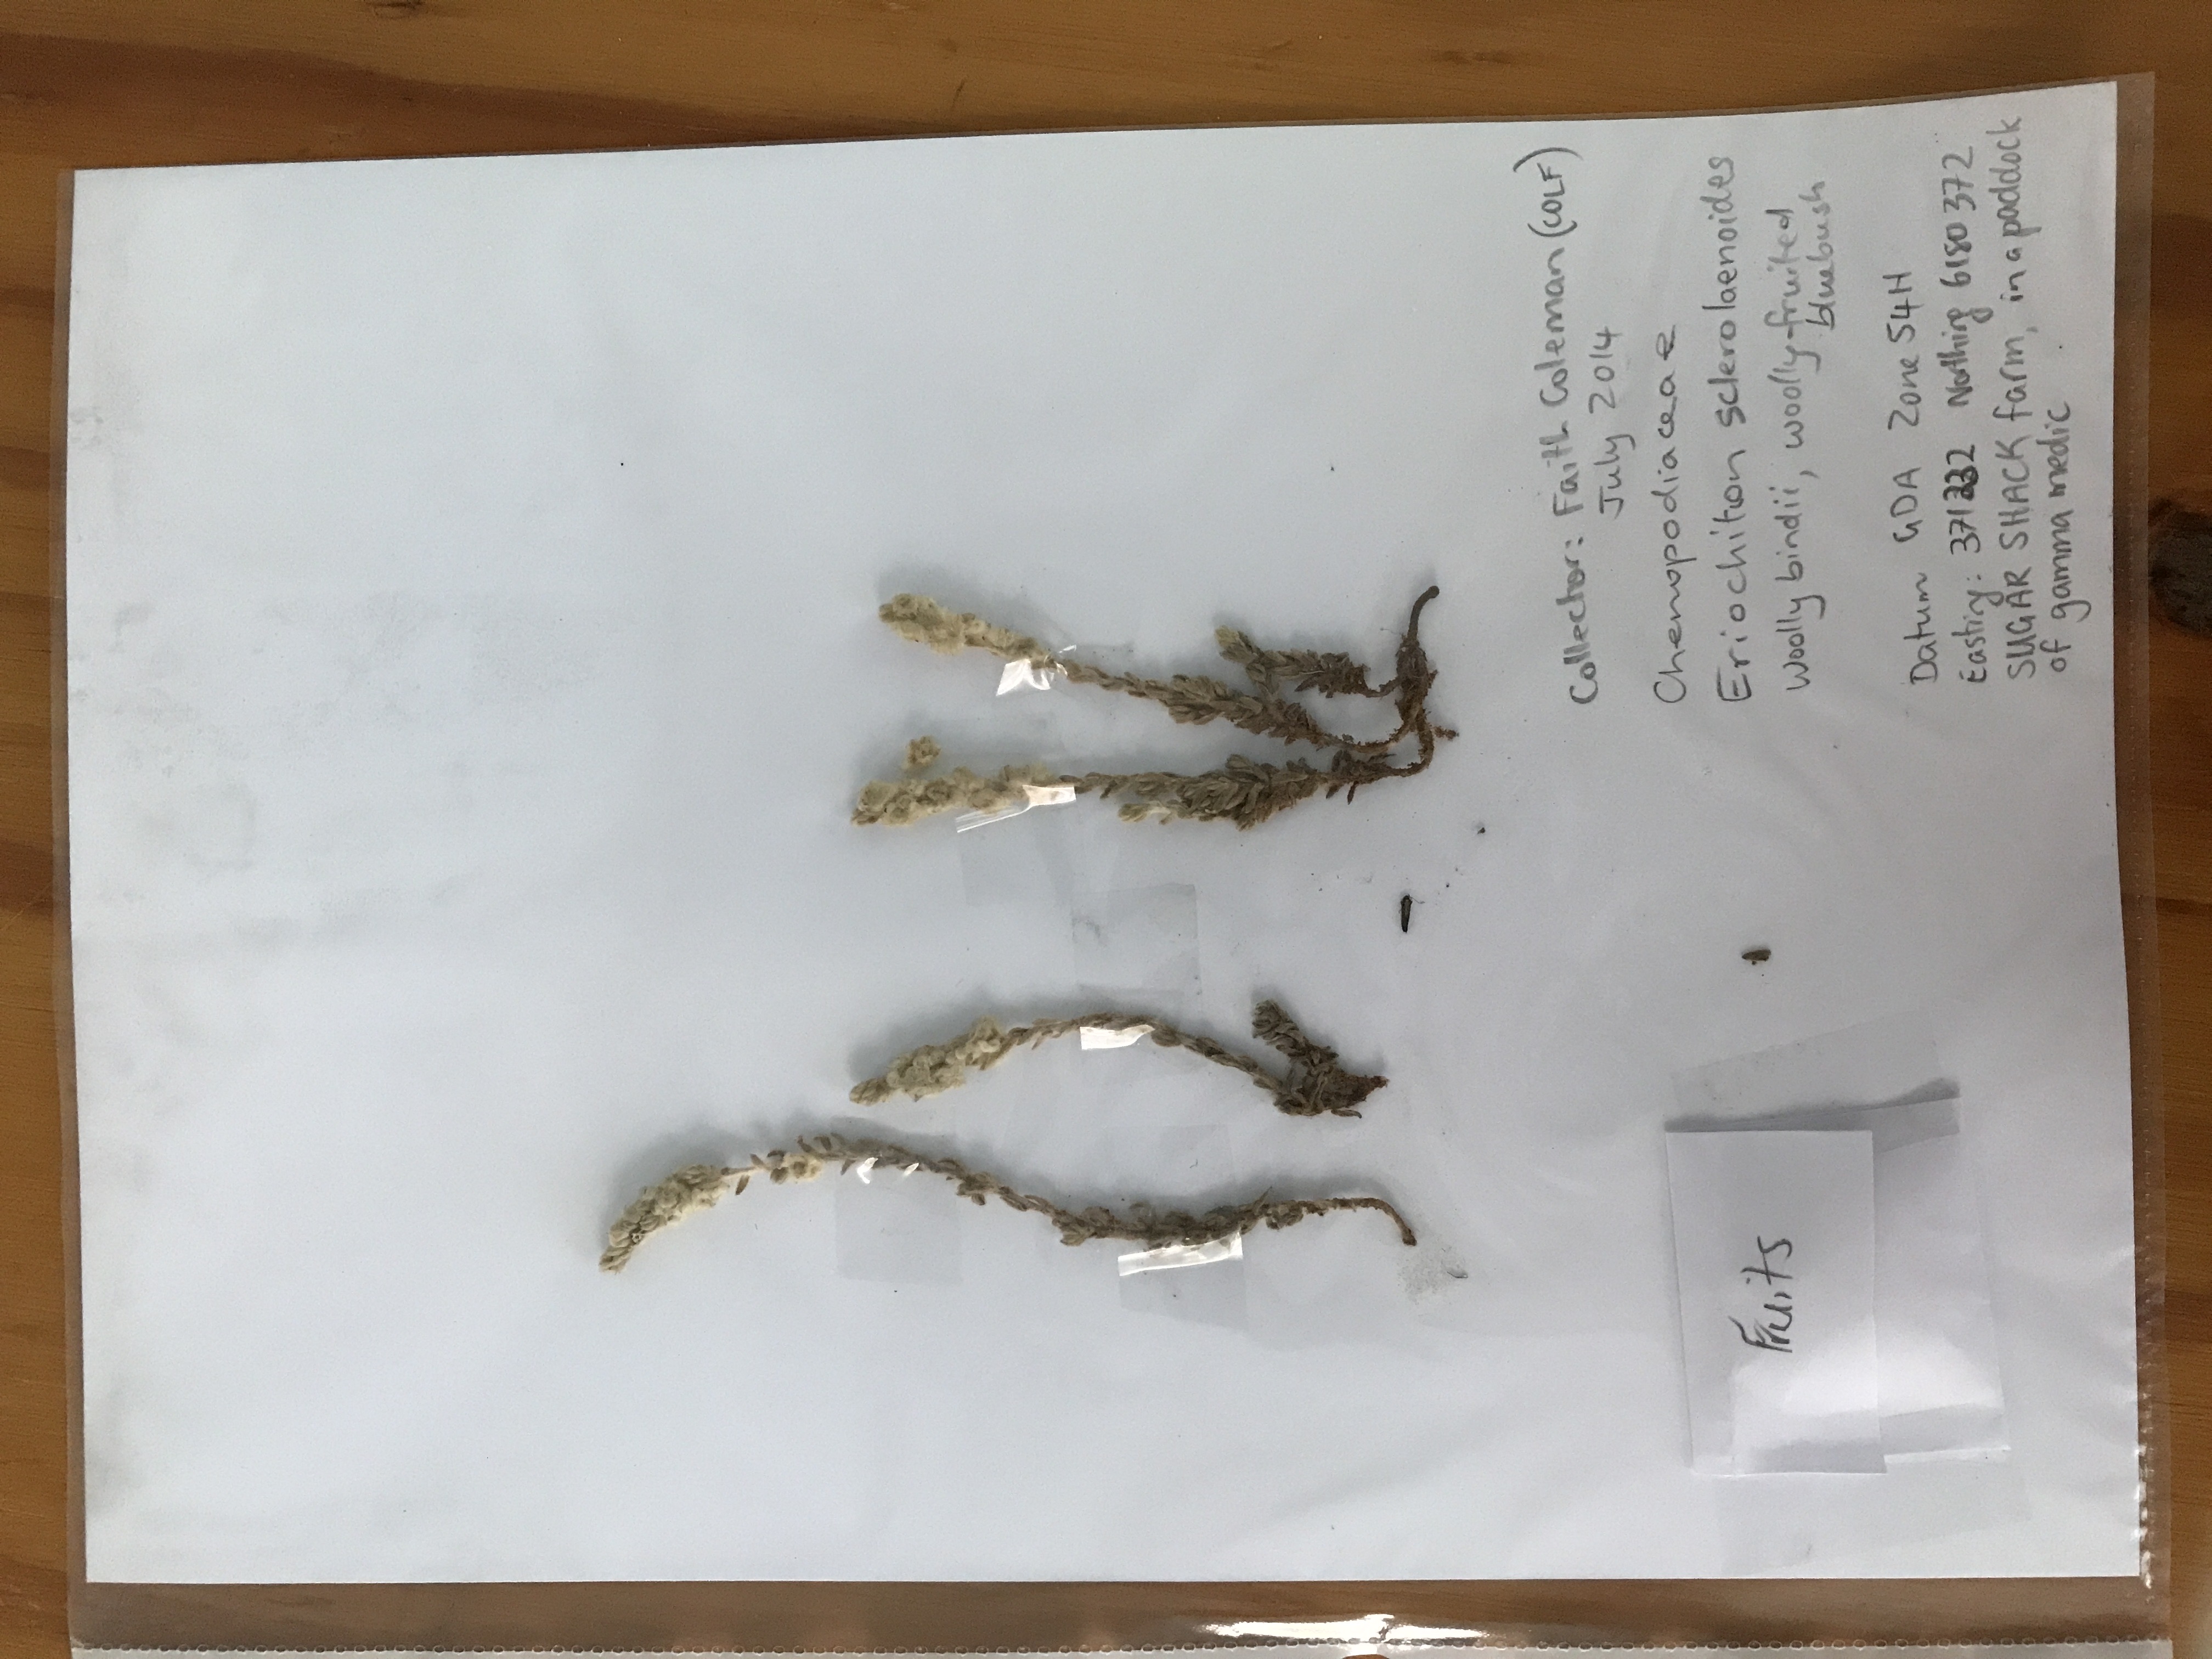 Collector: Faith Coleman (COLF)
July 2014
Chenopodiaceae
Eriochiton sclerolaenoides
Woolly bindii, woolly-fruited
bluebush
Fruits
Datum GDA Zone 54H
Easting: Northing 6180372
SUGAR SHACK farm, in a paddock
of gamma medic